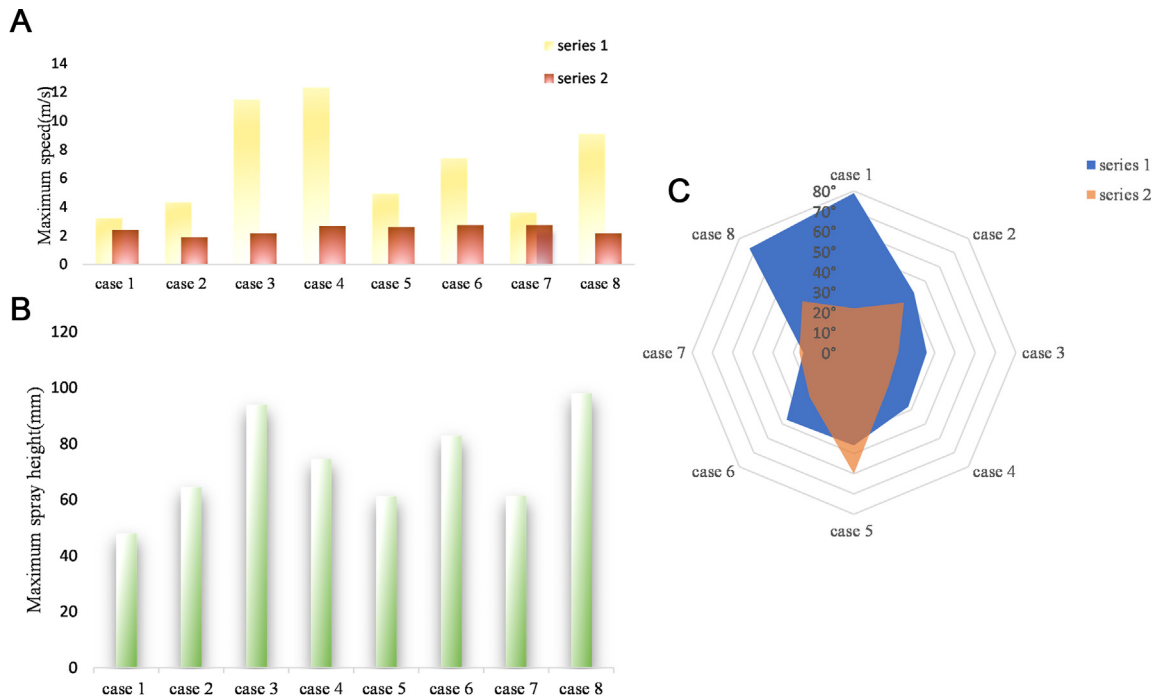 A
series 1
series 2
Maximum speed(m/s)
14
12
10
8
6
4
2
0
case 1 case 2 case 3 case 4 case 5 case 6 case 7 case 8
B
Maximum spray height(mm)
120
100
80
60
40
20
0
case 1 case 2 case 3 case 4 case 5 case 6 case 7 case 8
C
series 1
series 2
case 1
case 2
case 3
case 4
case 5
case 6
case 7
case 8
80°
70°
60°
50°
40°
30°
20°
10°
0°